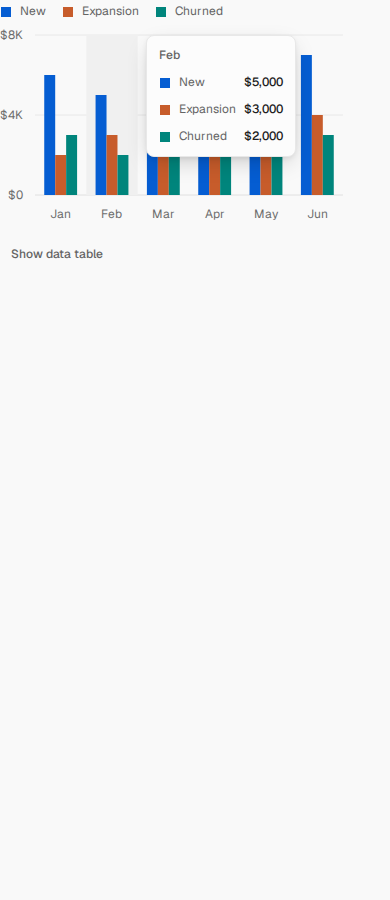 New Expansion Churned
$8K
$4K
$0
Feb
New $5,000
Expansion $3,000
Churned $2,000
Jan Feb Mar Apr May Jun
Show data table